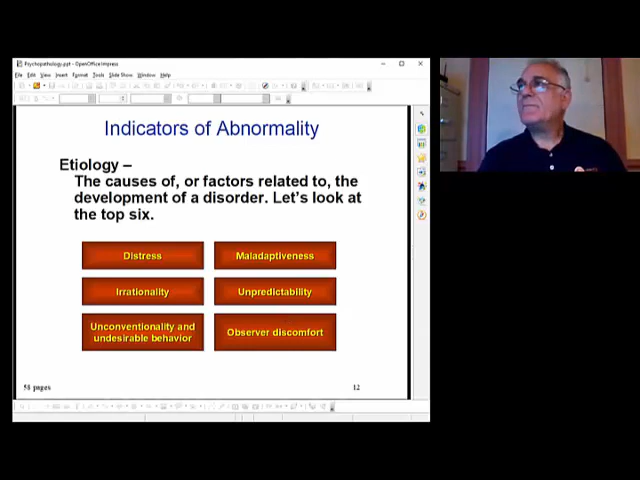 Psychopathology.ppt - OpenOffice Impress
File Edit View Insert Format Tools Slide Show Window Help
Indicators of Abnormality
Etiology –
The causes of, or factors related to, the
development of a disorder. Let's look at
the top six.
Distress
Maladaptiveness
Irrationality
Unpredictability
Unconventionality and
undesirable behavior
Observer discomfort
58 pages
12